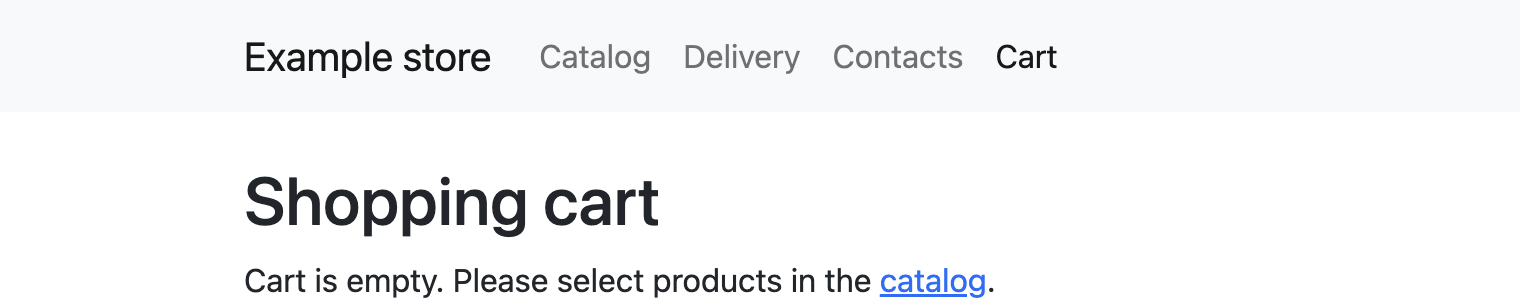 Example store Catalog Delivery Contacts Cart
Shopping cart
Cart is empty. Please select products in the catalog.